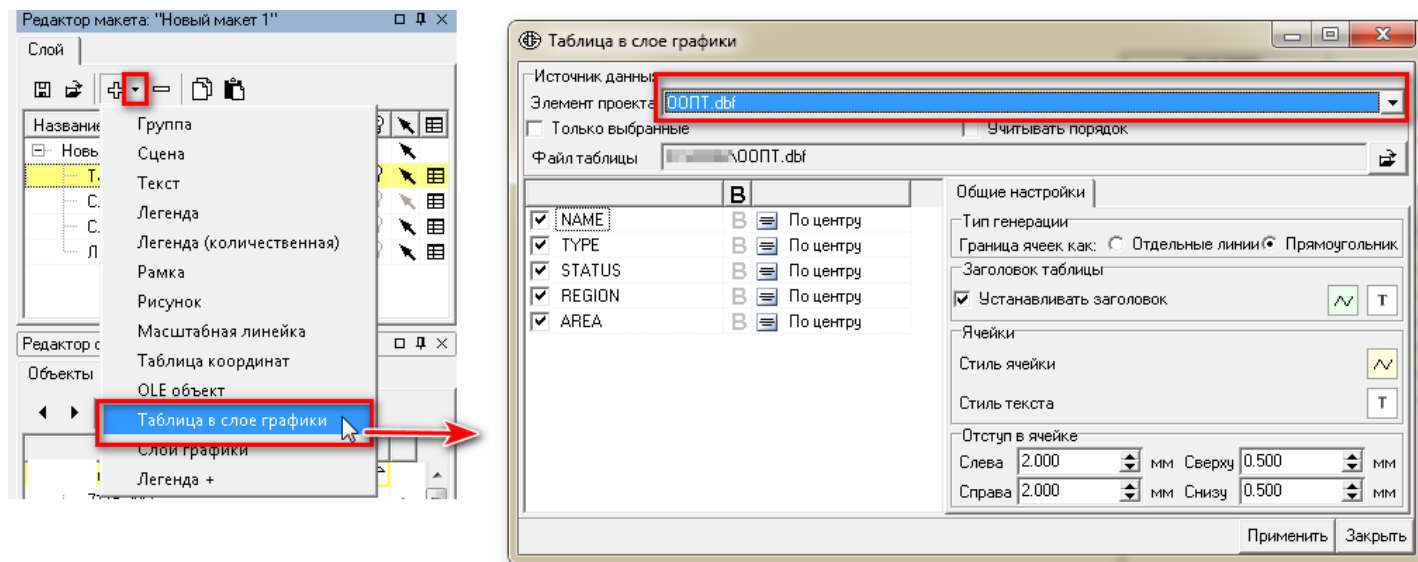 Редактор макета: "Новый макет 1"
Слой
Название
Новь
Т.
С.
С.
Л
Редактор с
Объекты
Группа
Сцена
Текст
Легенда
Легенда (количественная)
Рамка
Рисунок
Масштабная линейка
Таблица координат
OLE объект
Таблица в слое графики
Слои графики
Легенда +
Таблица в слое графики
Источник данны
Элемент проекта ООПТ.dbf
Только выбранные Учитывать порядок
Файл таблицы \ООПТ.dbf
B
NAME B По центру
TYPE B По центру
STATUS B По центру
REGION B По центру
AREA B По центру
Общие настройки
Тип генерации
Граница ячеек как: Отдельные линии Прямоугольник
Заголовок таблицы
Устанавливать заголовок T
Ячейки
Стиль ячейки
Стиль текста T
Отступ в ячейке
Слева 2.000 мм Сверху 0.500 мм
Справа 2.000 мм Снизу 0.500 мм
Применить Закрыть